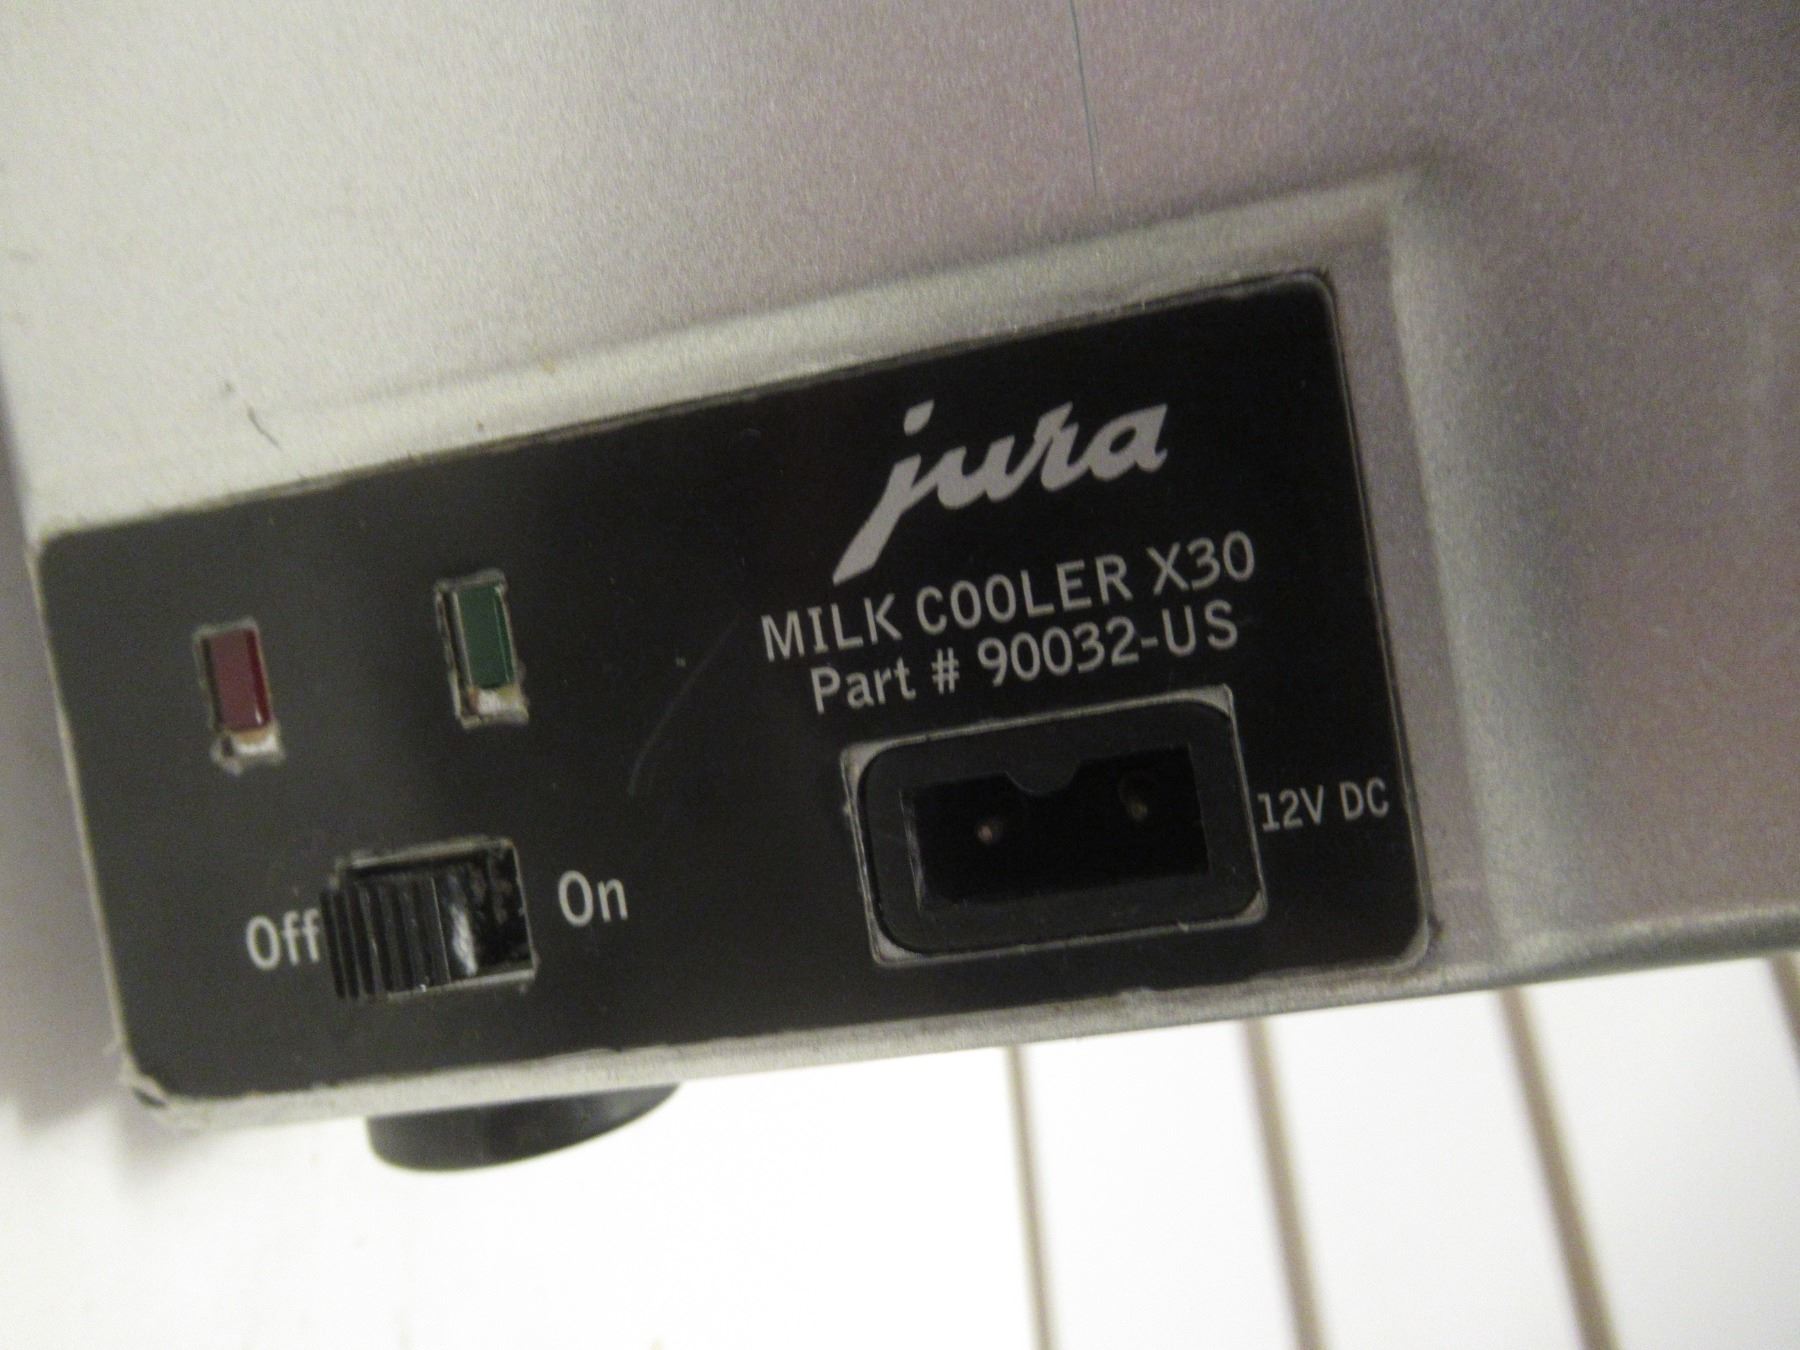 jura
MILK COOLER X30
Part # 90032-US
12V DC
Off
On